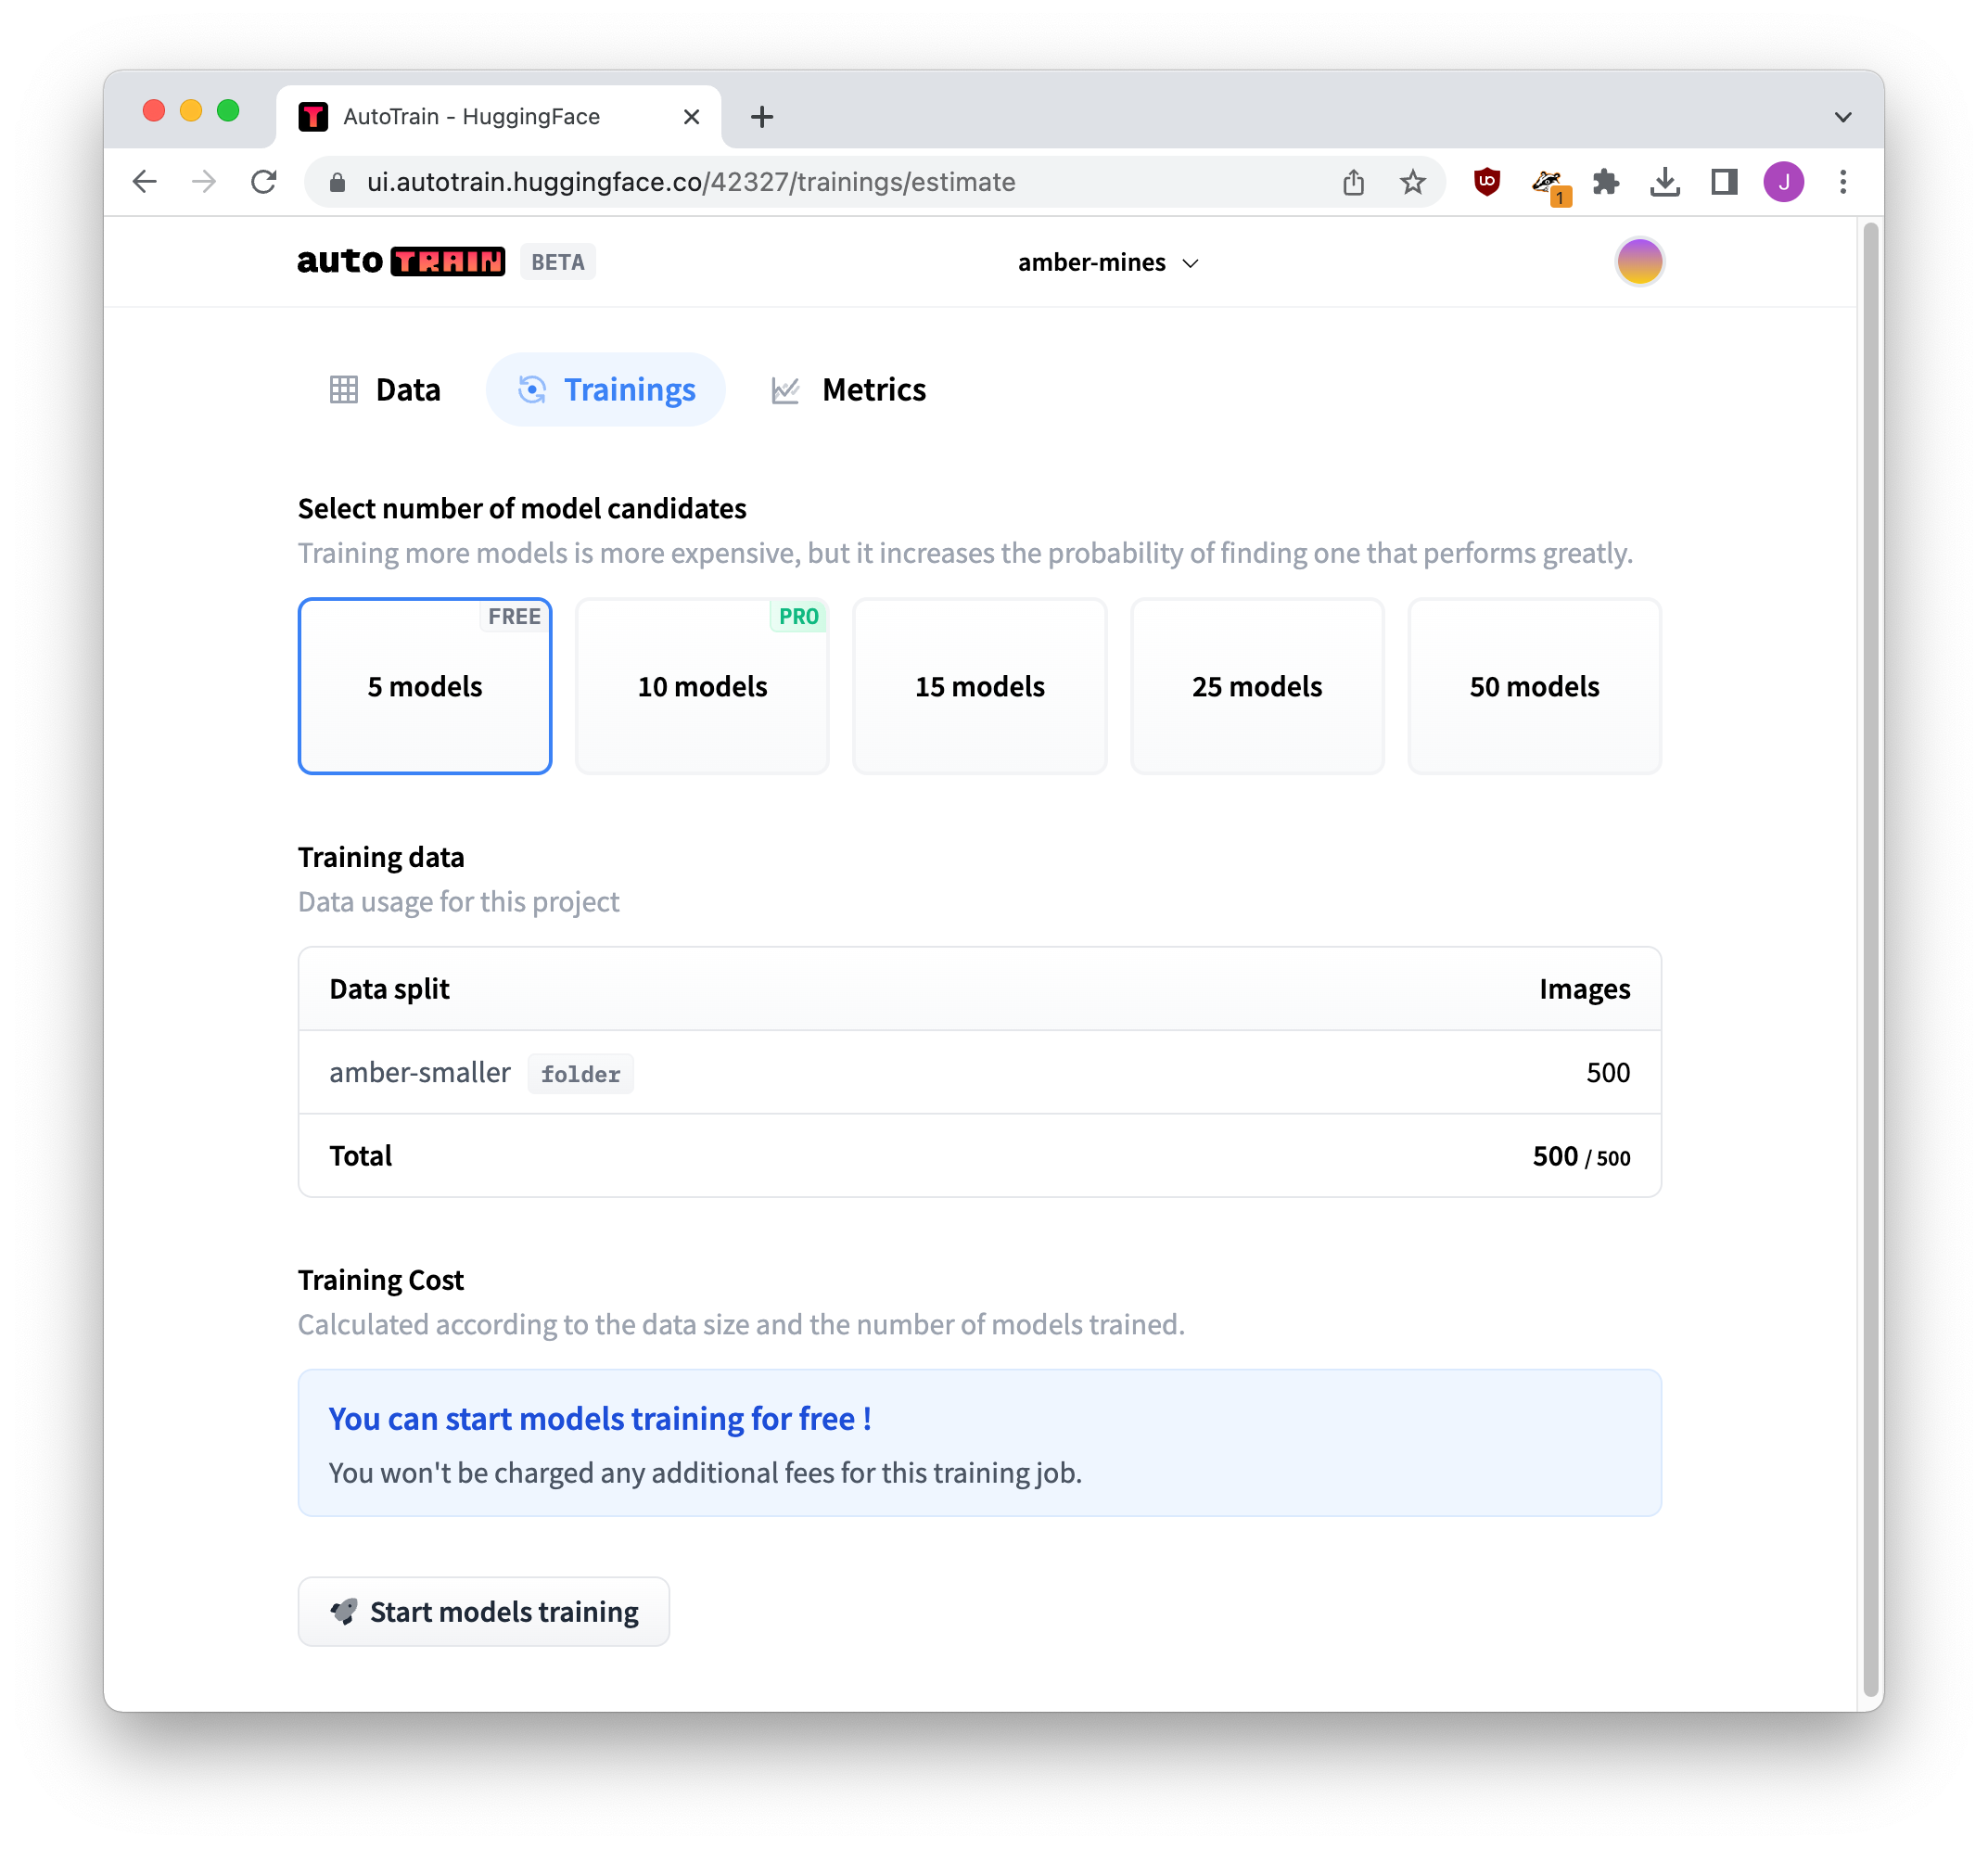 AutoTrain - HuggingFace
ui.autotrain.huggingface.co/42327/trainings/estimate
1
J
auto TRAIN BETA
amber-mines
Data
Trainings
Metrics
Select number of model candidates
Training more models is more expensive, but it increases the probability of finding one that performs greatly.
FREE
5 models
PRO
10 models
15 models
25 models
50 models
Training data
Data usage for this project
Data split Images
amber-smaller folder 500
Total 500 / 500
Training Cost
Calculated according to the data size and the number of models trained.
You can start models training for free !
You won't be charged any additional fees for this training job.
Start models training